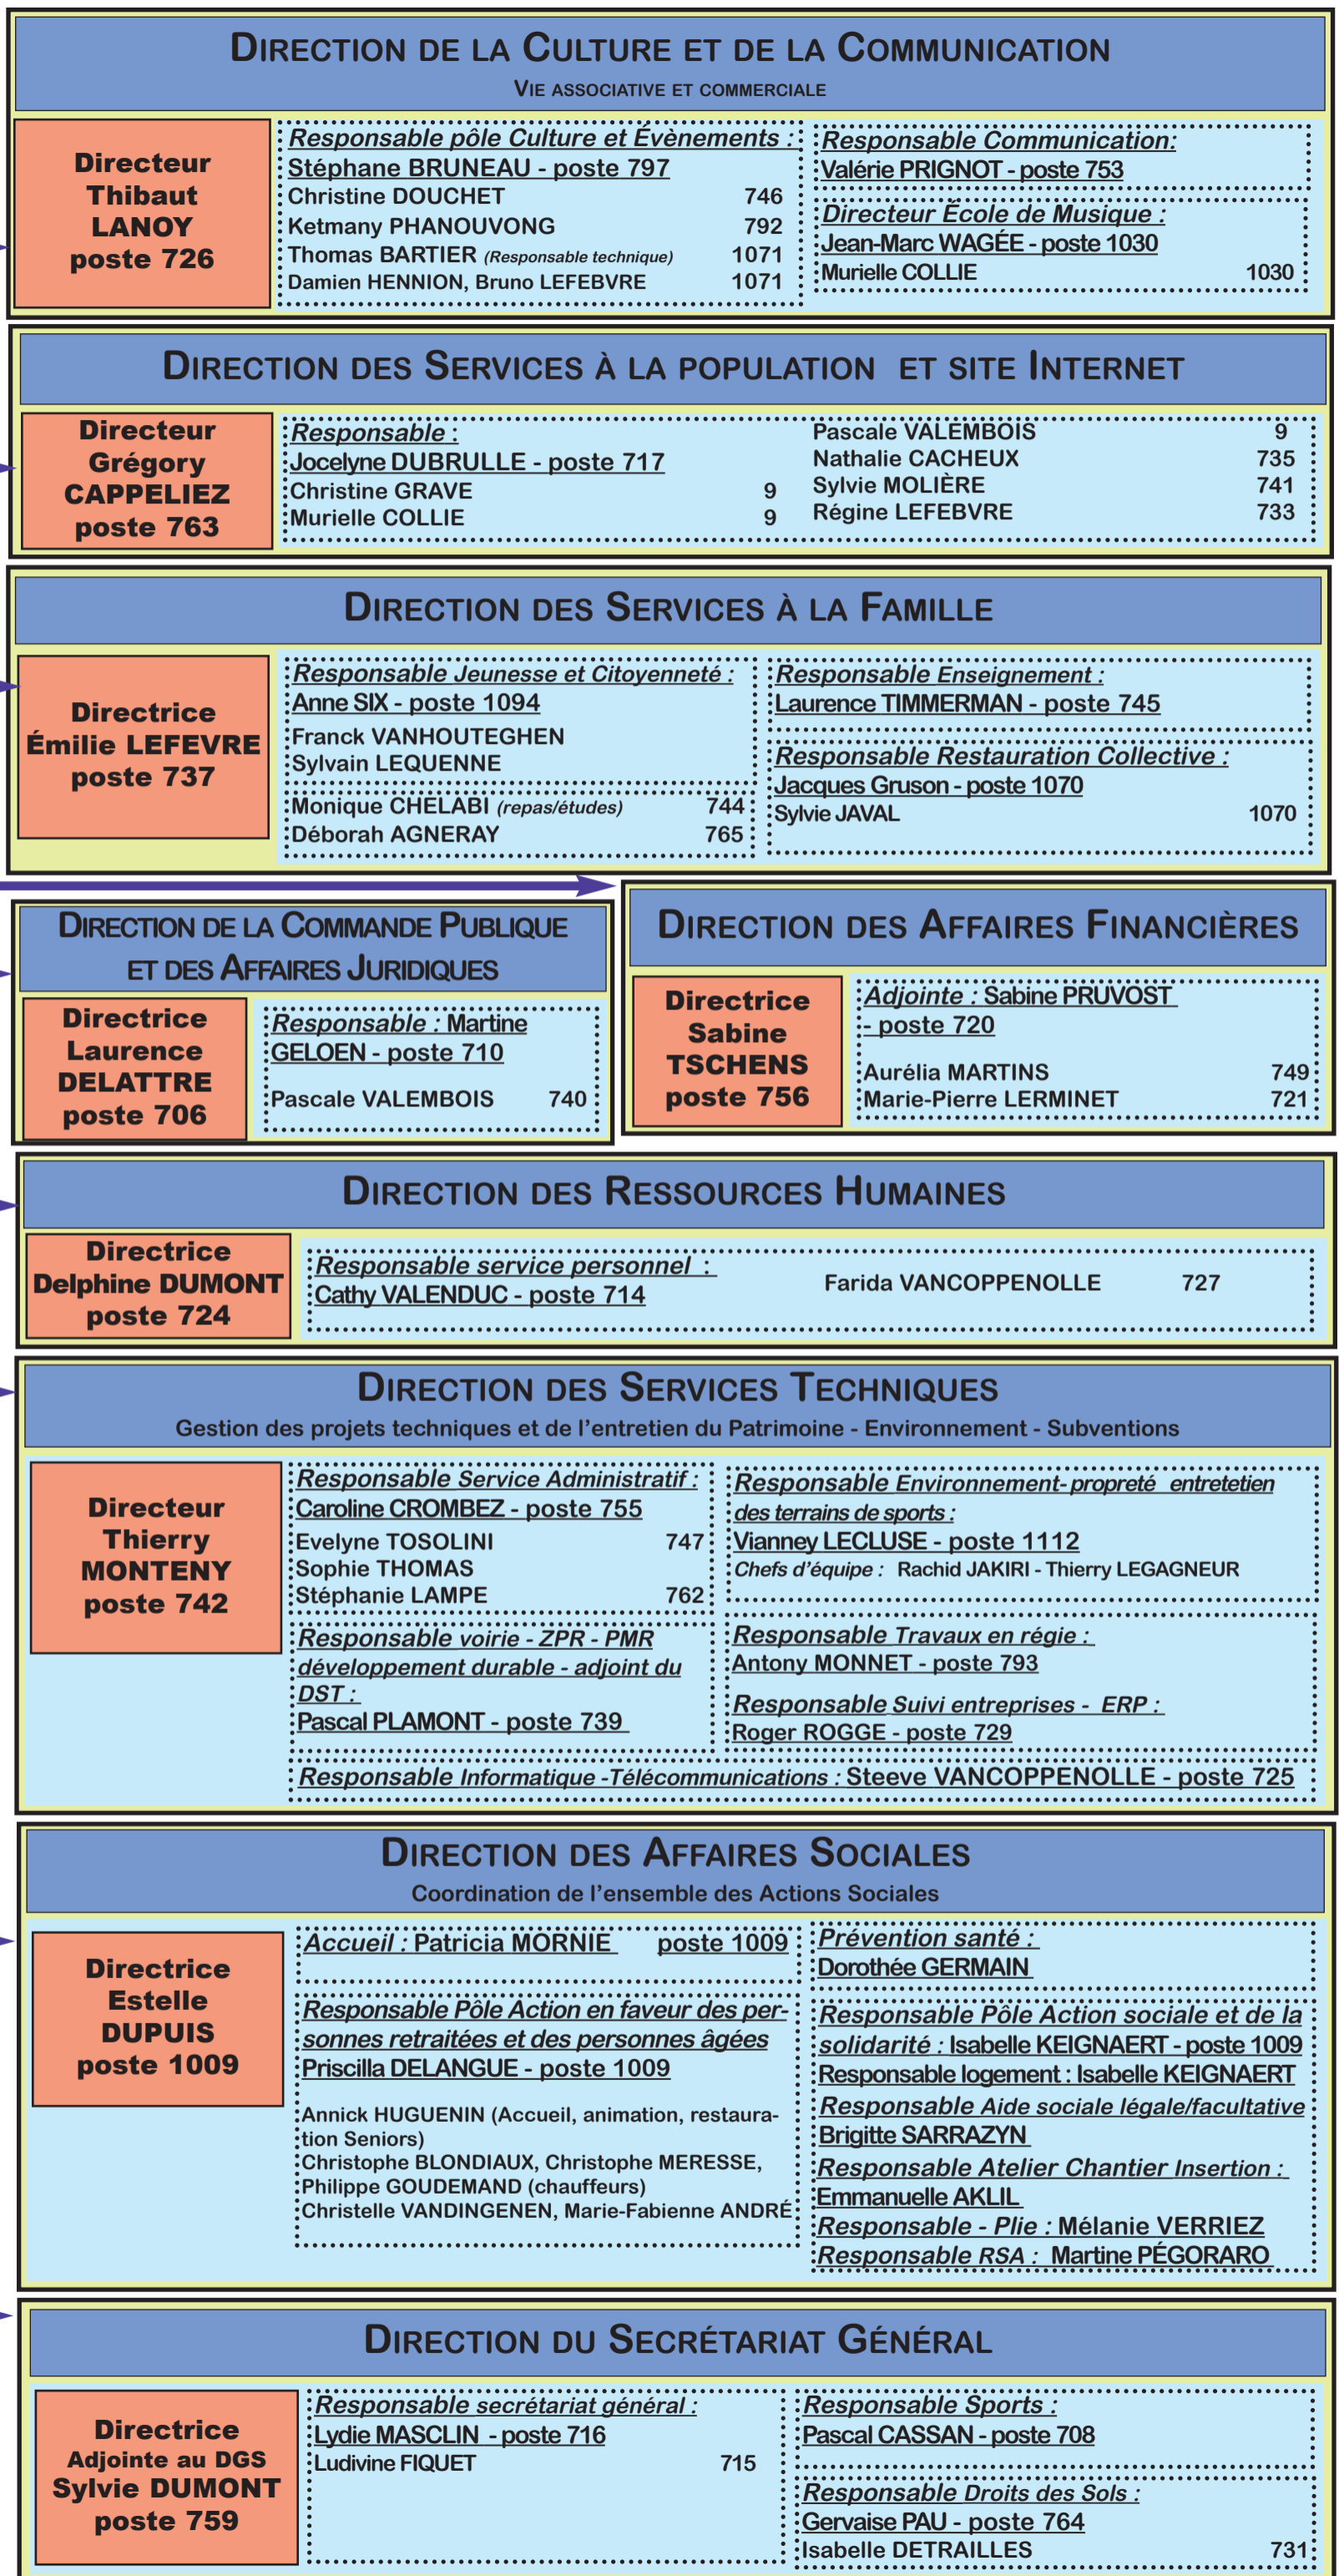 Direction de la Culture et de la Communication
Vie associative et commerciale
Directeur
Thibaut
LANOY
poste 726
Responsable pôle Culture et Évènements :
Stéphane BRUNEAU - poste 797
Christine DOUCHET 746
Ketmany PHANOUVONG 792
Thomas BARTIER (Responsable technique) 1071
Damien HENNION, Bruno LEFEBVRE 1071
Responsable Communication:
Valérie PRIGNOT - poste 753
Directeur École de Musique :
Jean-Marc WAGÉE - poste 1030
Murielle COLLIE 1030
Direction des Services à la population et site Internet
Directeur
Grégory
CAPPELIEZ
poste 763
Responsable :
Jocelyne DUBRULLE - poste 717
Christine GRAVE 9
Murielle COLLIE 9
Pascale VALEMBOIS 9
Nathalie CACHEUX 735
Sylvie MOLIÈRE 741
Régine LEFEBVRE 733
Direction des Services à la Famille
Directrice
Émilie LEFEVRE
poste 737
Responsable Jeunesse et Citoyenneté :
Anne SIX - poste 1094
Franck VANHOUTEGHEN
Sylvain LEQUENNE
Monique CHELABI (repas/études) 744
Déborah AGNERAY 765
Responsable Enseignement :
Laurence TIMMERMAN - poste 745
Responsable Restauration Collective :
Jacques Gruson - poste 1070
Sylvie JAVAL 1070
Direction de la Commande Publique
et des Affaires Juridiques
Directrice
Laurence
DELATTRE
poste 706
Responsable : Martine
GELOEN - poste 710
Pascale VALEMBOIS 740
Direction des Affaires Financières
Directrice
Sabine
TSCHENS
poste 756
Adjointe : Sabine PRUVOST
- poste 720
Aurélia MARTINS 749
Marie-Pierre LERMINET 721
Direction des Ressources Humaines
Directrice
Delphine DUMONT
poste 724
Responsable service personnel :
Cathy VALENDUC - poste 714
Farida VANCOPPENOLLE 727
Direction des Services Techniques
Gestion des projets techniques et de l'entretien du Patrimoine - Environnement - Subventions
Directeur
Thierry
MONTENY
poste 742
Responsable Service Administratif :
Caroline CROMBEZ - poste 755
Evelyne TOSOLINI 747
Sophie THOMAS
Stéphanie LAMPE 762
Responsable voirie - ZPR - PMR
développement durable - adjoint du
DST :
Pascal PLAMONT - poste 739
Responsable Environnement- propreté entretetien
des terrains de sports :
Vianney LECLUSE - poste 1112
Chefs d'équipe : Rachid JAKIRI - Thierry LEGAGNEUR
Responsable Travaux en régie :
Antony MONNET - poste 793
Responsable Suivi entreprises - ERP :
Roger ROGGE - poste 729
Responsable Informatique -Télécommunications : Steeve VANCOPPENOLLE - poste 725
Direction des Affaires Sociales
Coordination de l'ensemble des Actions Sociales
Directrice
Estelle
DUPUIS
poste 1009
Accueil : Patricia MORNIE poste 1009
Responsable Pôle Action en faveur des per-
sonnes retraitées et des personnes âgées
Priscilla DELANGUE - poste 1009
Annick HUGUENIN (Accueil, animation, restaura-
tion Seniors)
Christophe BLONDIAUX, Christophe MERESSE,
Philippe GOUDEMAND (chauffeurs)
Christelle VANDINGENEN, Marie-Fabienne ANDRÉ
Prévention santé :
Dorothée GERMAIN
Responsable Pôle Action sociale et de la
solidarité : Isabelle KEIGNAERT - poste 1009
Responsable logement : Isabelle KEIGNAERT
Responsable Aide sociale légale/facultative
Brigitte SARRAZYN
Responsable Atelier Chantier Insertion :
Emmanuelle AKLIL
Responsable - Plie : Mélanie VERRIEZ
Responsable RSA : Martine PÉGORARO
Direction du Secrétariat Général
Directrice
Adjointe au DGS
Sylvie DUMONT
poste 759
Responsable secrétariat général :
Lydie MASCLIN - poste 716
Ludivine FIQUET 715
Responsable Sports :
Pascal CASSAN - poste 708
Responsable Droits des Sols :
Gervaise PAU - poste 764
Isabelle DETRAILLES 731